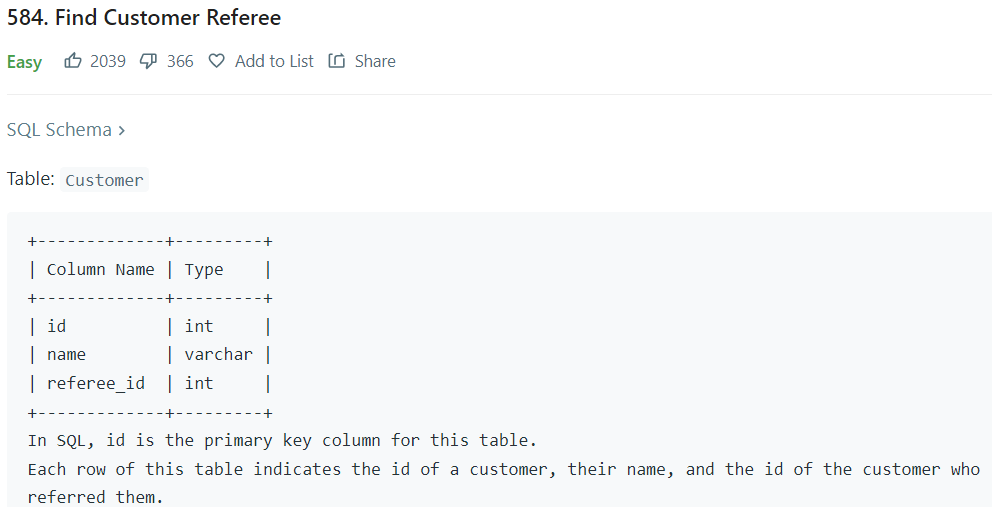 584. Find Customer Referee
Easy 2039 366 Add to List Share
SQL Schema >
Table: Customer
+-------------+---------+
| Column Name | Type    |
+-------------+---------+
| id          | int     |
| name        | varchar |
| referee_id  | int     |
+-------------+---------+
In SQL, id is the primary key column for this table.
Each row of this table indicates the id of a customer, their name, and the id of the customer who
referred them.